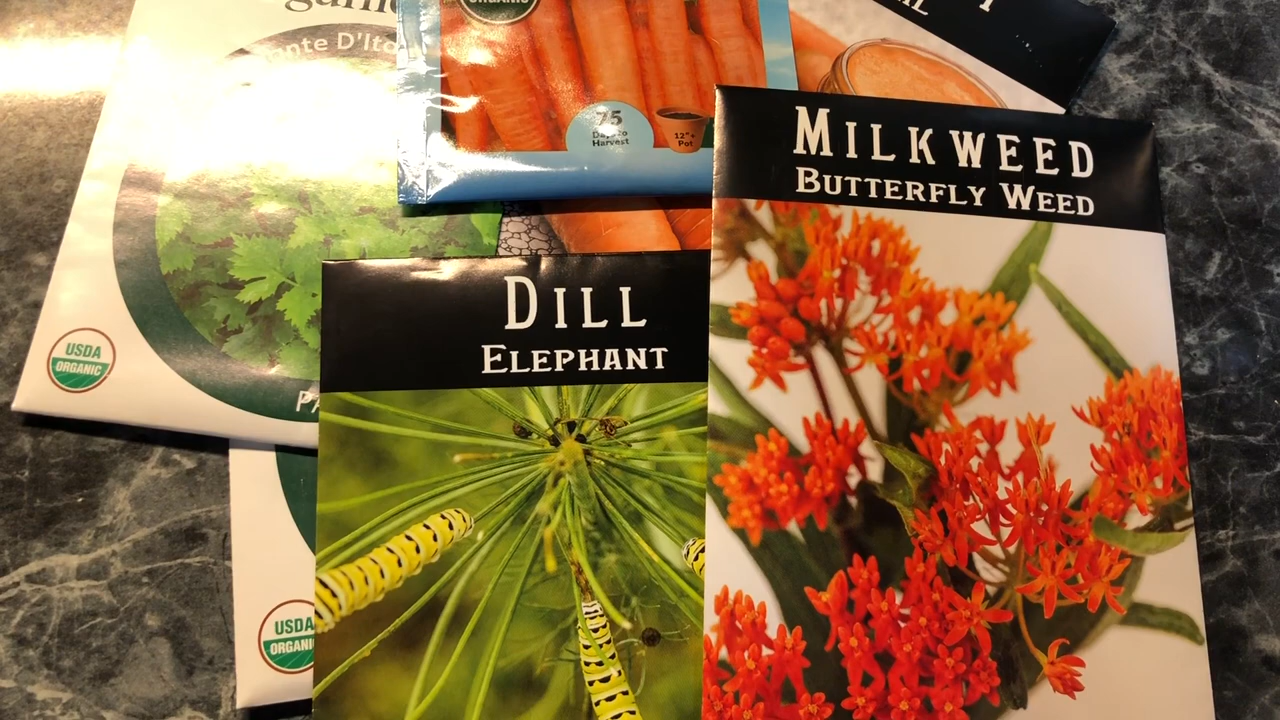 ORGANIC
75
Days to
Harvest
12"+
Pot
MILKWEED
BUTTERFLY WEED
DILL
ELEPHANT
USDA
ORGANIC
USDA
ORGANIC